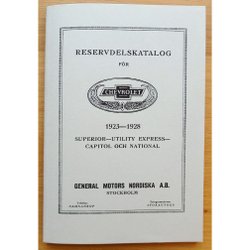 RESERVDELSKATALOG
FÖR
CHEVROLET
1923—1928
SUPERIOR—UTILITY EXPRESS—
CAPITOL OCH NATIONAL
GENERAL MOTORS NORDISKA A.B.
STOCKHOLM